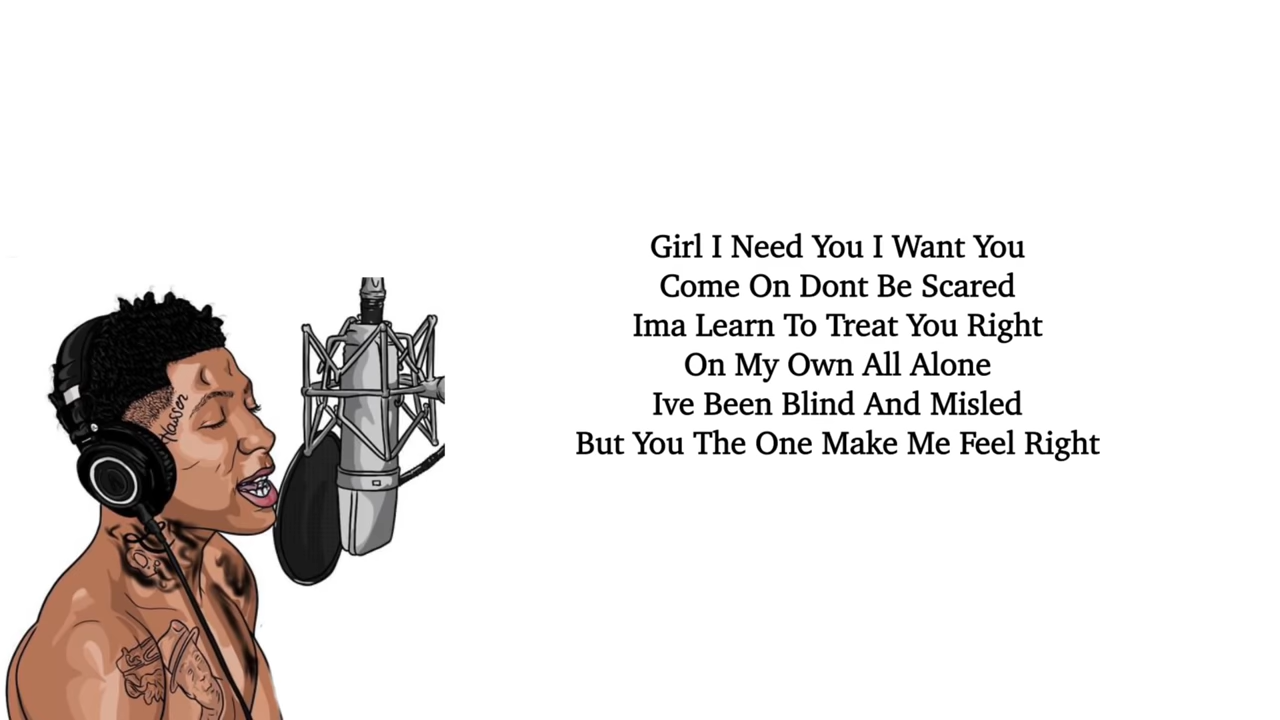 Girl I Need You I Want You
Come On Dont Be Scared
Ima Learn To Treat You Right
On My Own All Alone
Ive Been Blind And Misled
But You The One Make Me Feel Right